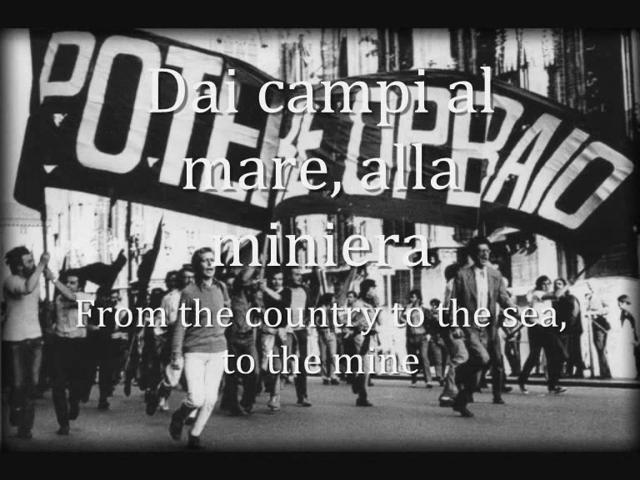 POTERE OPERAIO
Dai campi al
mare, alla
miniera
From the country to the sea,
to the mine